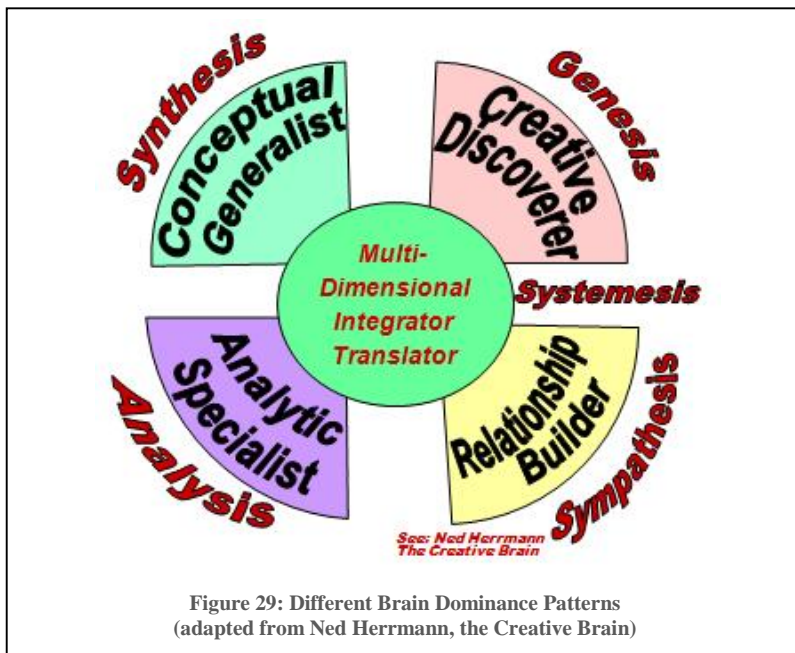 Synthesis
Conceptual
Generalist
Genesis
Creative
Discoverer
Multi-
Dimensional
Integrator
Translator
Systemesis
Analysis
Analytic
Specialist
Relationship
Builder
Sympathesis
See: Ned Herrmann
The Creative Brain
Figure 29: Different Brain Dominance Patterns
(adapted from Ned Herrmann, the Creative Brain)